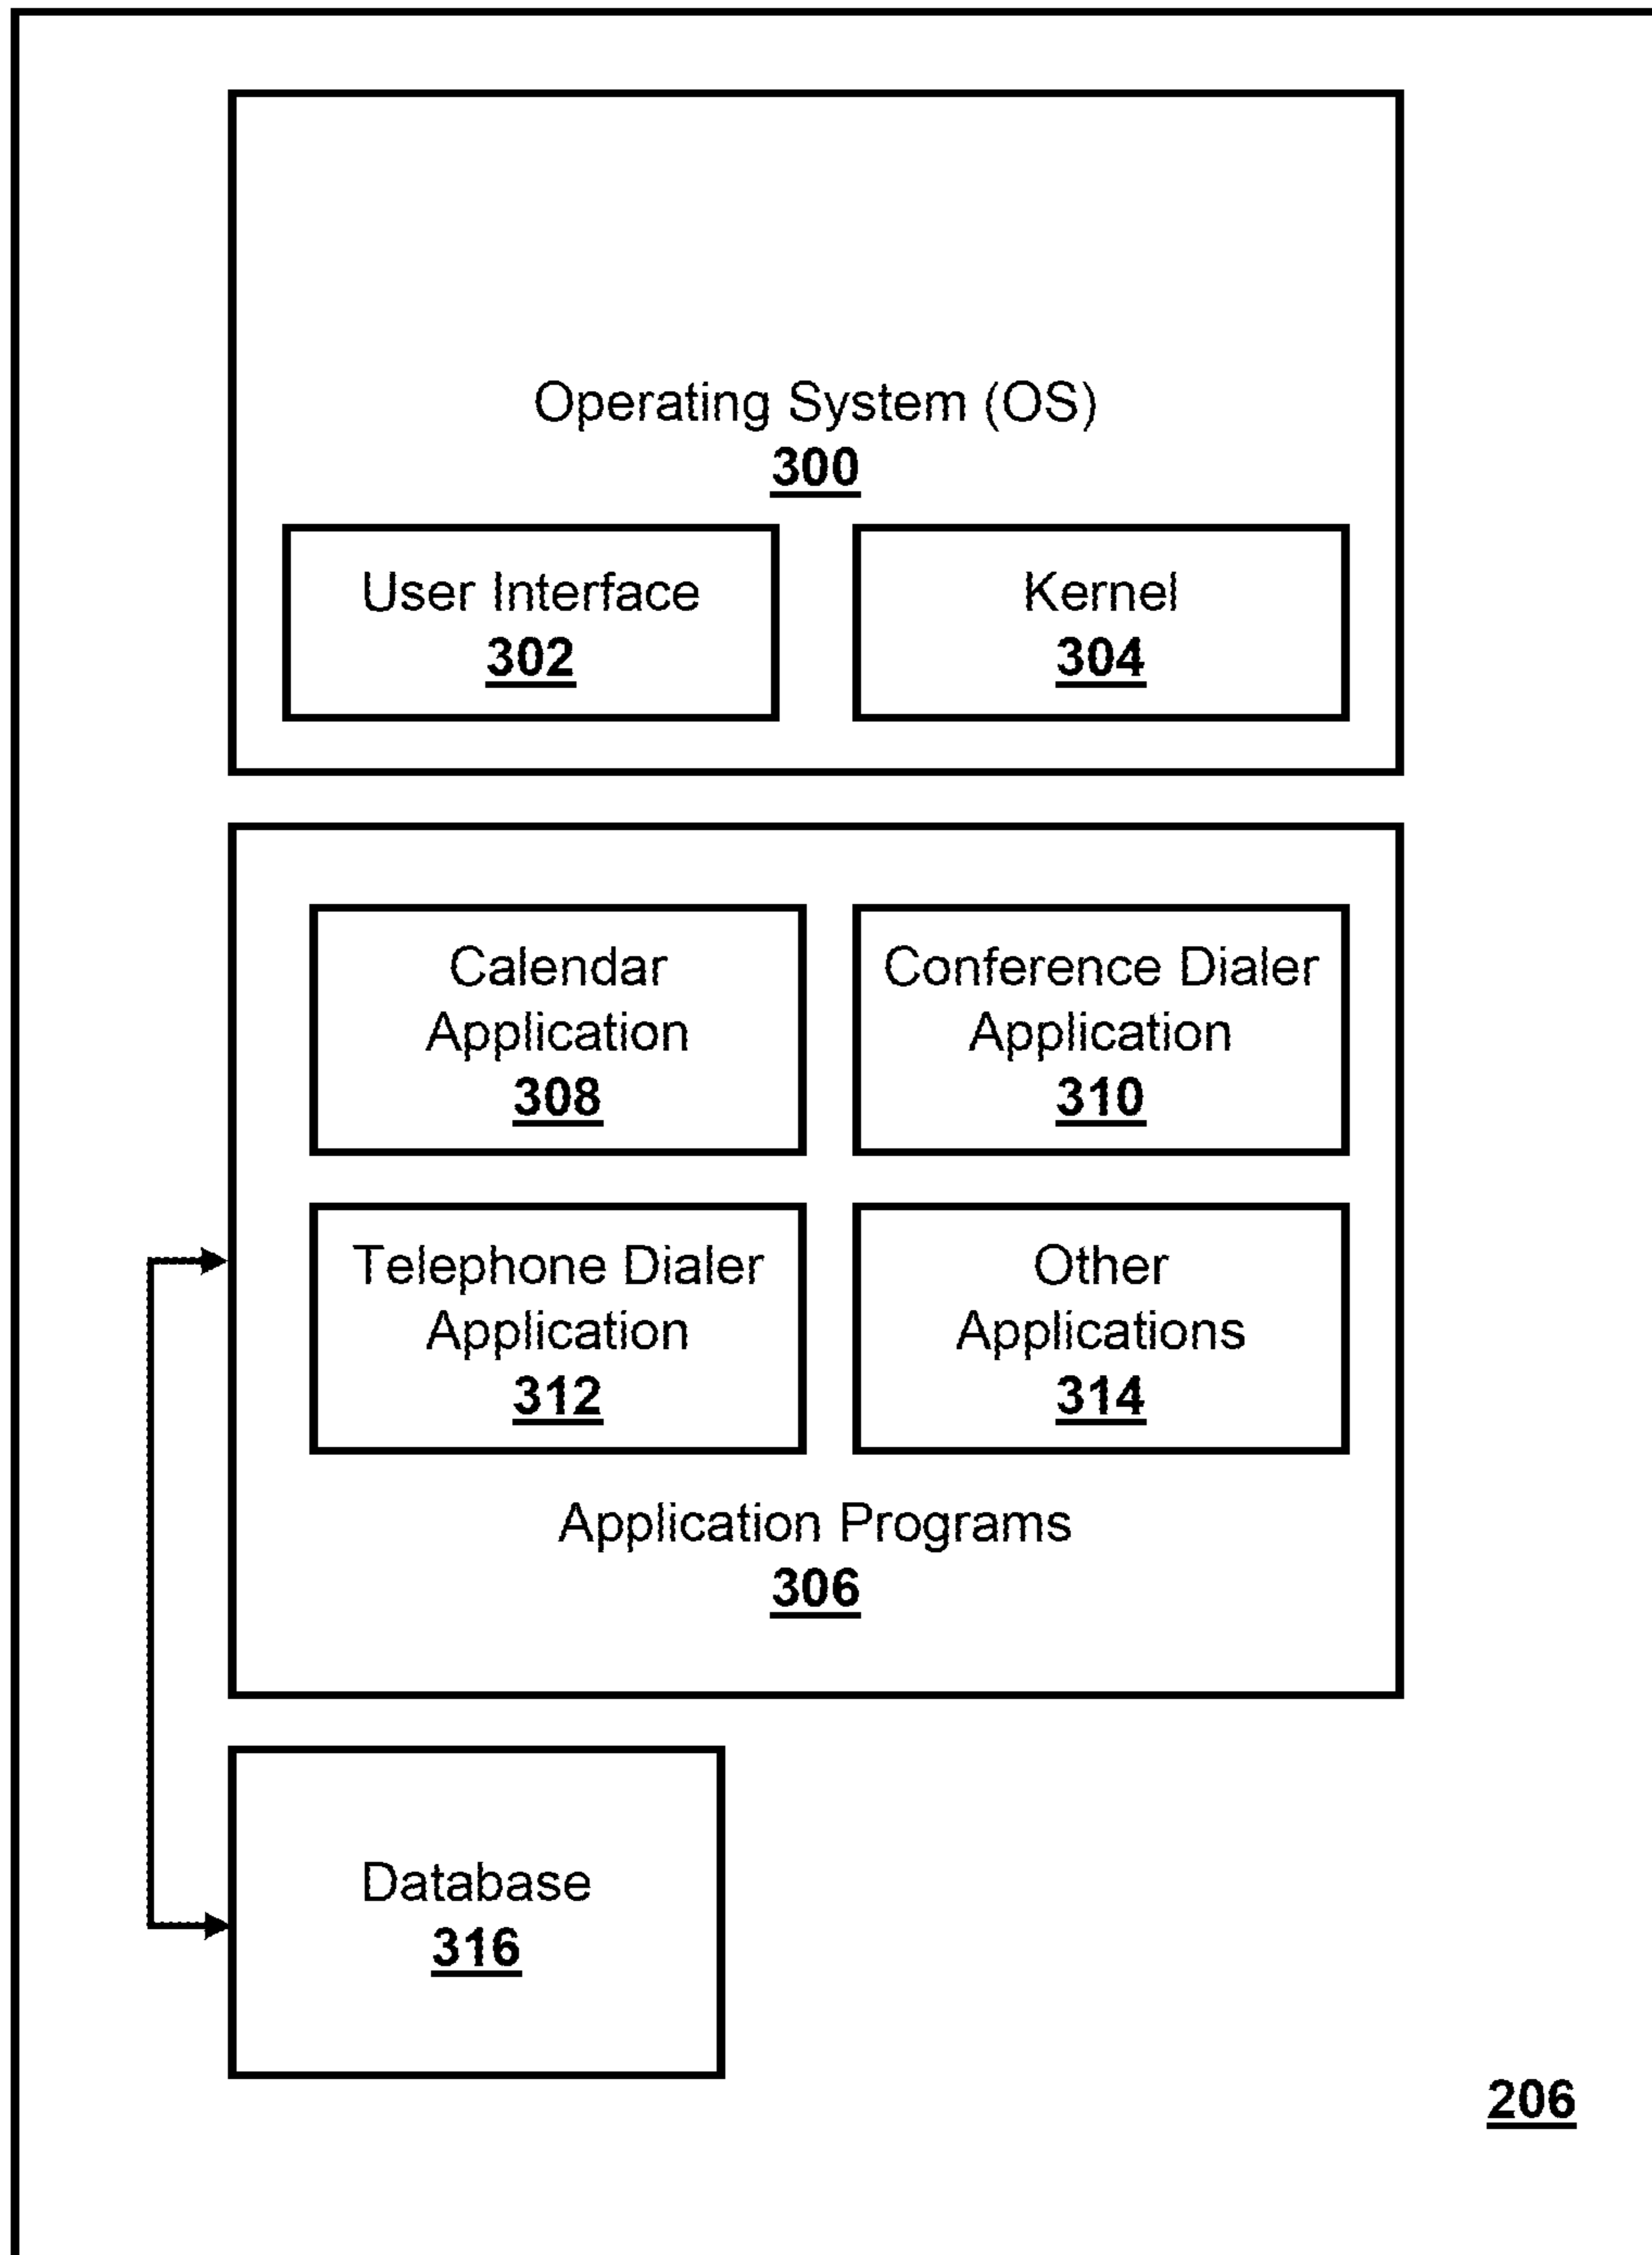 Operating System (OS)
300
User Interface
302
Kernel
304
Calendar
Application
308
Conference Dialer
Application
310
Telephone Dialer
Application
312
Other
Applications
314
Application Programs
306
Database
316
206